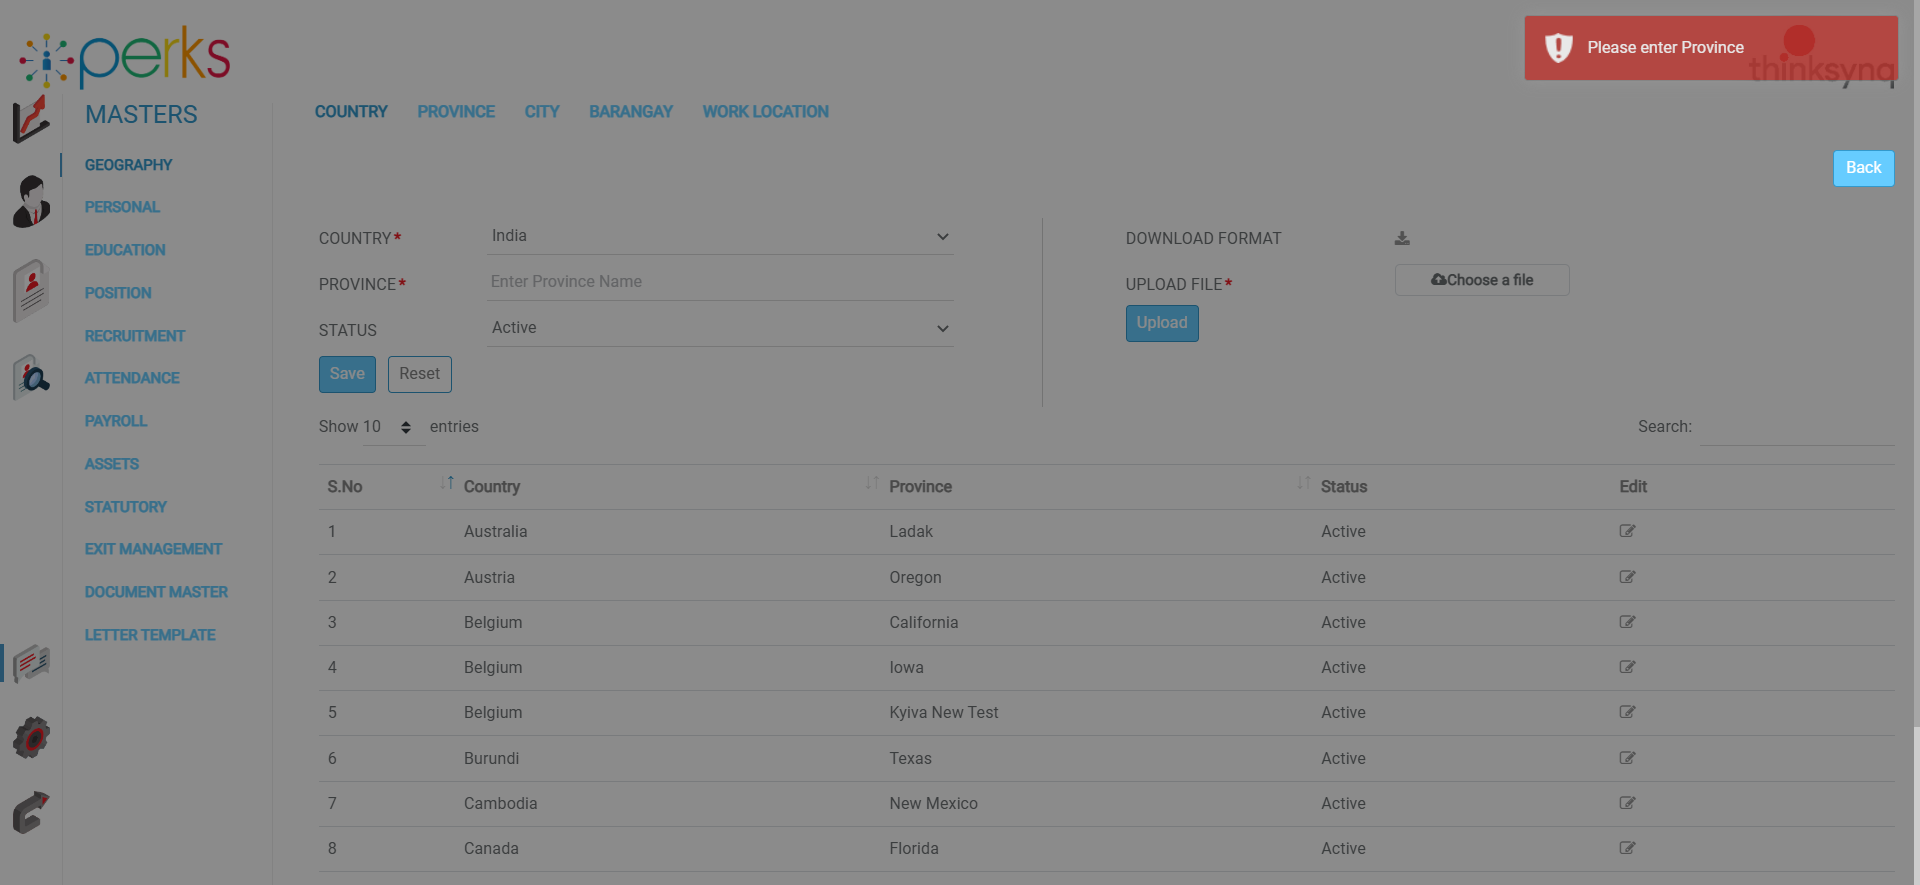 perks
Please enter Province
thinksynq
MASTERS
COUNTRY PROVINCE CITY BARANGAY WORK LOCATION
GEOGRAPHY
PERSONAL
EDUCATION
POSITION
RECRUITMENT
ATTENDANCE
PAYROLL
ASSETS
STATUTORY
EXIT MANAGEMENT
DOCUMENT MASTER
LETTER TEMPLATE
Back
COUNTRY* India
PROVINCE* Enter Province Name
STATUS Active
Save Reset
DOWNLOAD FORMAT
UPLOAD FILE* Choose a file
Upload
Show 10 entries Search:
S.No Country Province Status Edit
1 Australia Ladak Active
2 Austria Oregon Active
3 Belgium California Active
4 Belgium Iowa Active
5 Belgium Kyiva New Test Active
6 Burundi Texas Active
7 Cambodia New Mexico Active
8 Canada Florida Active